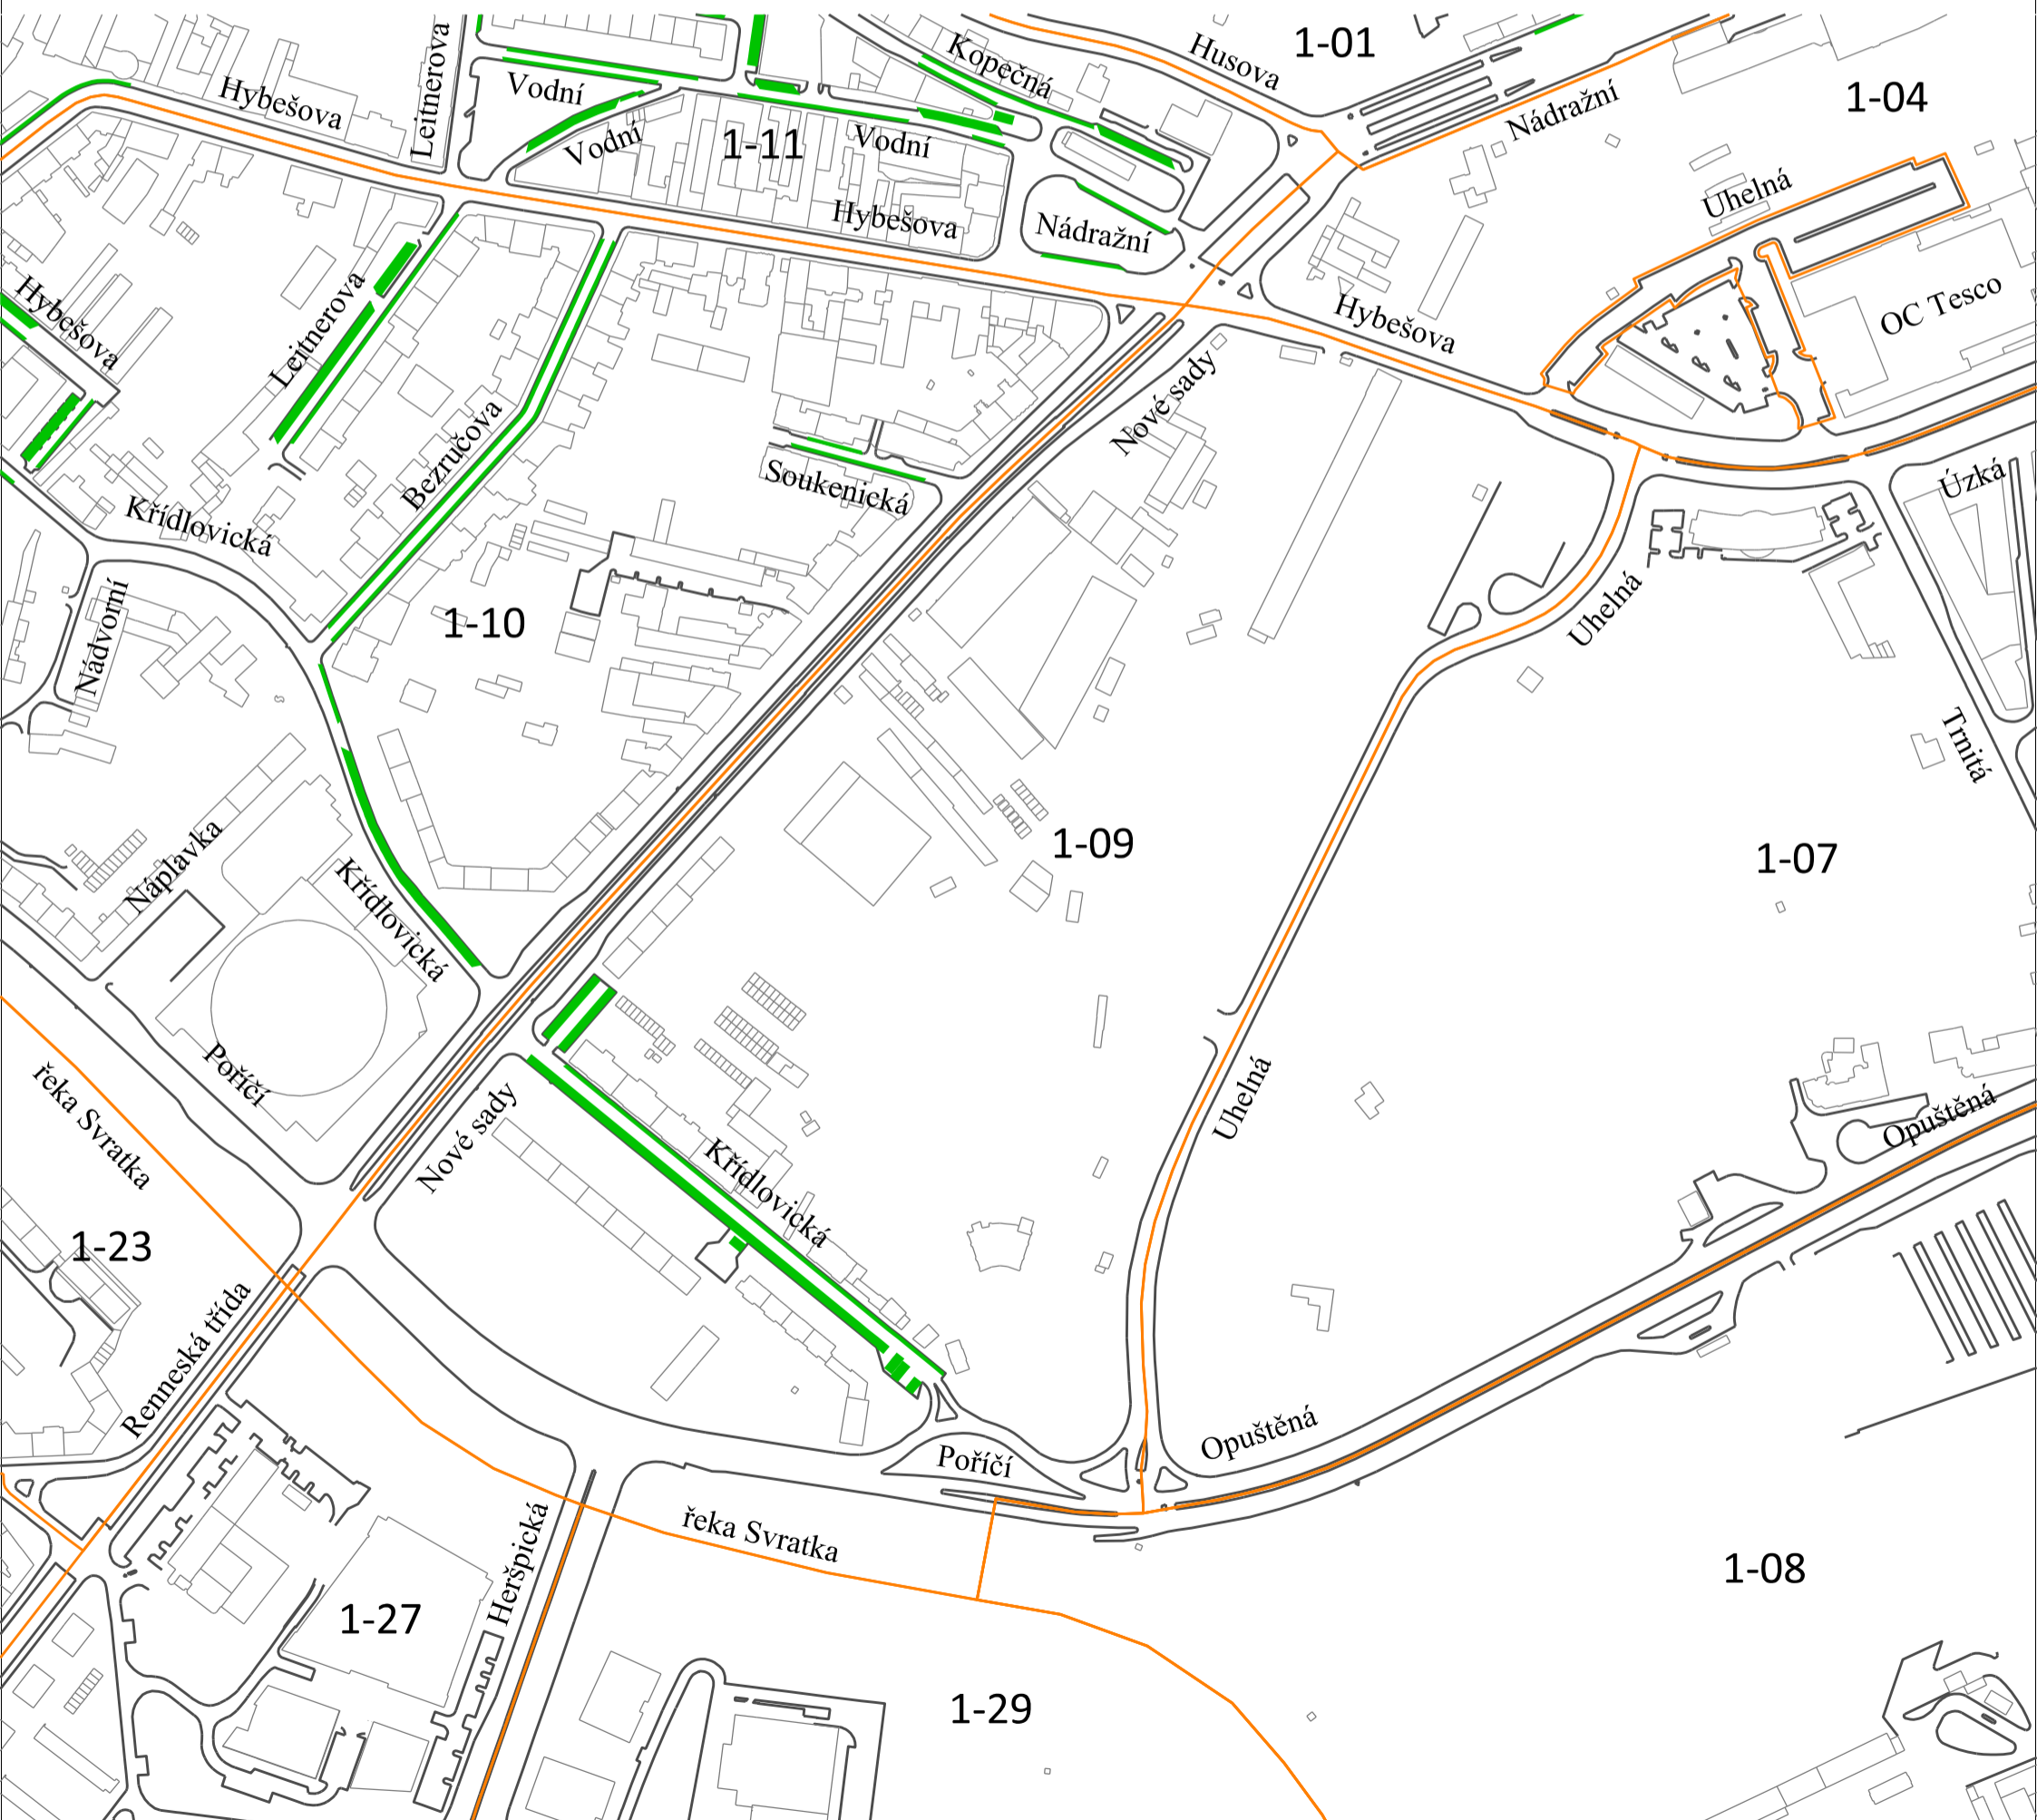 1-01
Husova
Kopečná
Leitnerova
Hybešova
Vodní
1-04
Nádražní
Vodní
1-11
Vodní
Uhelná
Hybešova
Nádražní
OC Tesco
Hybešova
Leitnerova
Hybešova
Nové sady
Bezručova
Soukenická
Úzká
Křídlovická
Nádvorní
1-10
Uhelná
Trnitá
1-09
1-07
Náplavka
Křídlovická
Poříčí
řeka Svratka
Nové sady
Uhelná
Opuštěná
Křídlovická
1-23
Renneská třída
Opuštěná
Poříčí
řeka Svratka
Heršpická
1-08
1-27
1-29